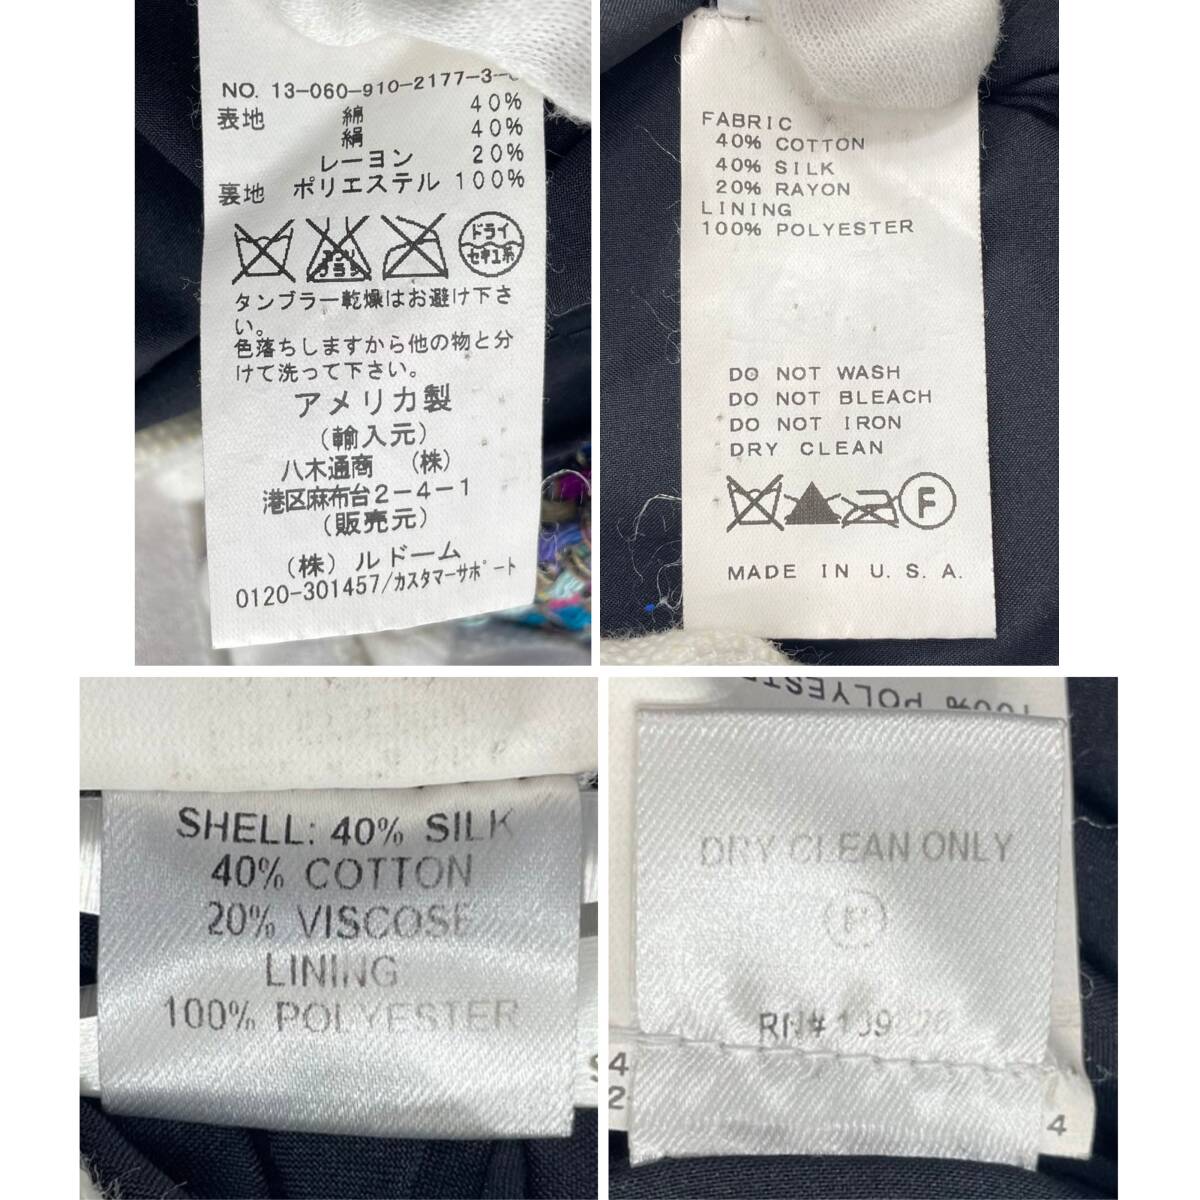 NO. 13-060-910-2177-3-
表地 綿 40%
絹 40%
レーヨン 20%
裏地 ポリエステル 100%
ドライ
セキユ系
タンブラー乾燥はお避け下さ
い。
色落ちしますから他の物と分
けて洗って下さい。
アメリカ製
(輸入元)
八木通商 (株)
港区麻布台2-4-1
(販売元)
(株) ルドーム
0120-301457/カスタマーサポート
FABRIC
40% COTTON
40% SILK
20% RAYON
LINING
100% POLYESTER
DO NOT WASH
DO NOT BLEACH
DO NOT IRON
DRY CLEAN
F
MADE IN U.S.A.
SHELL: 40% SILK
40% COTTON
20% VISCOSE
LINING
100% POLYESTER
100% POLYESTE
DRY CLEAN ONLY
RN#
4
2-
4